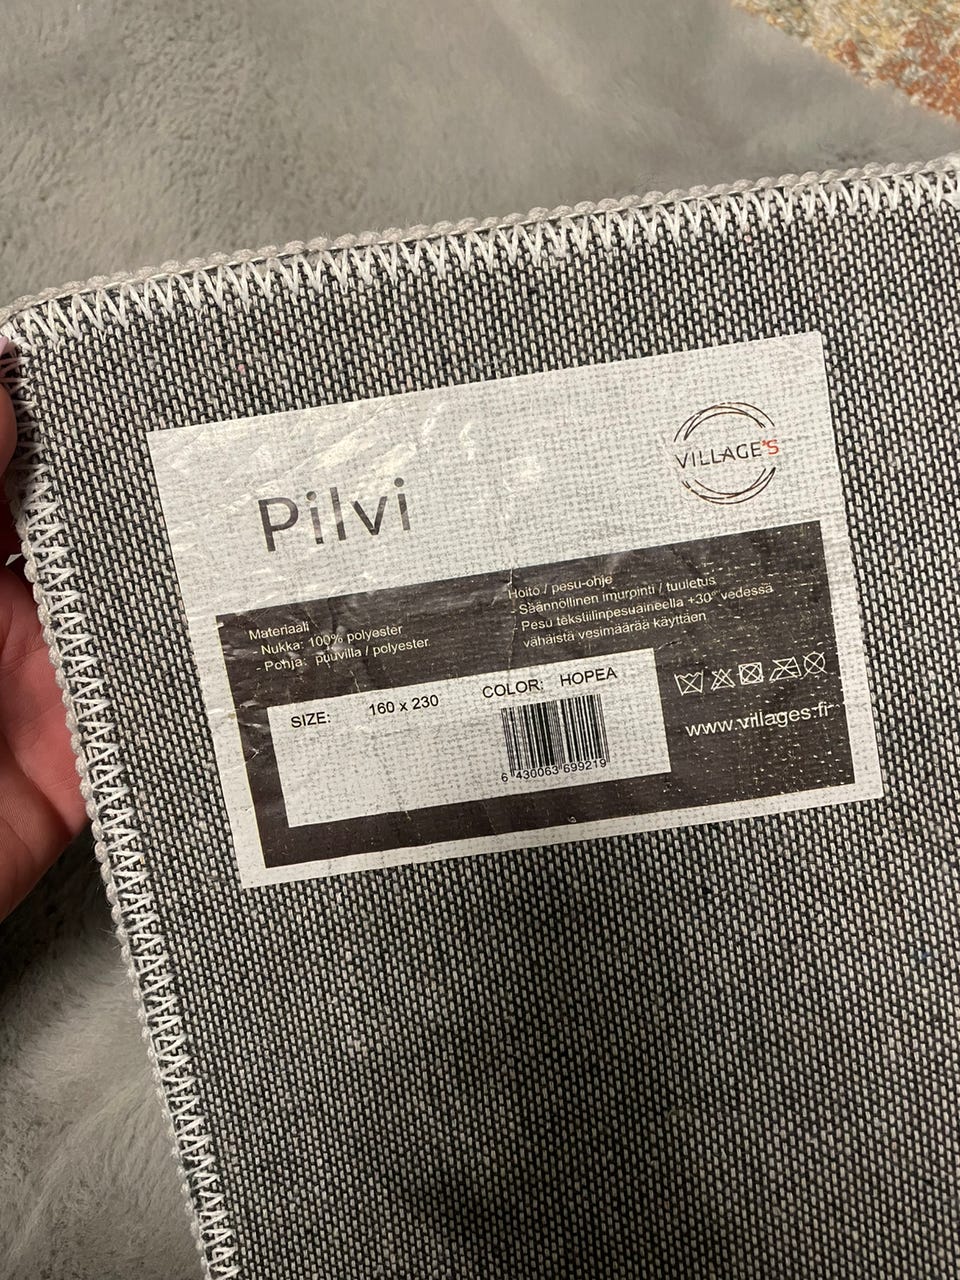 Pilvi
VILLAGE'S
Materiaali
- Nukka: 100% polyester
- Pohja: puuvilla / polyester
Hoito / pesu-ohje
Säännöllinen imurointi / tuuletus
Pesu tekstiilinpesuaineella +30° vedessä
vähäistä vesimäärää käyttäen
SIZE: 160 x 230
COLOR: HOPEA
6 430063 699219
www.villages.fi